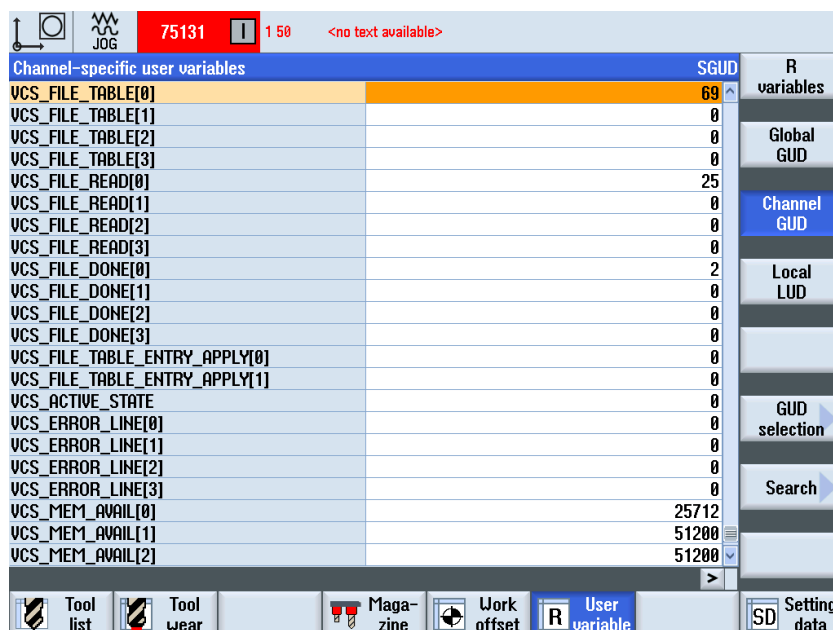 JOG
75131 I 1 50 <no text available>
Channel-specific user variables SGUD
VCS_FILE_TABLE[0] 69
VCS_FILE_TABLE[1] 0
VCS_FILE_TABLE[2] 0
VCS_FILE_TABLE[3] 0
VCS_FILE_READ[0] 25
VCS_FILE_READ[1] 0
VCS_FILE_READ[2] 0
VCS_FILE_READ[3] 0
VCS_FILE_DONE[0] 2
VCS_FILE_DONE[1] 0
VCS_FILE_DONE[2] 0
VCS_FILE_DONE[3] 0
VCS_FILE_TABLE_ENTRY_APPLY[0] 0
VCS_FILE_TABLE_ENTRY_APPLY[1] 0
VCS_ACTIVE_STATE 0
VCS_ERROR_LINE[0] 0
VCS_ERROR_LINE[1] 0
VCS_ERROR_LINE[2] 0
VCS_ERROR_LINE[3] 0
VCS_MEM_AVAIL[0] 25712
VCS_MEM_AVAIL[1] 51200
VCS_MEM_AVAIL[2] 51200
>
R
variables
Global
GUD
Channel
GUD
Local
LUD
GUD
selection
Search
Tool
list
Tool
wear
Maga-
zine
Work
offset
R
User
variable
SD
Setting
data